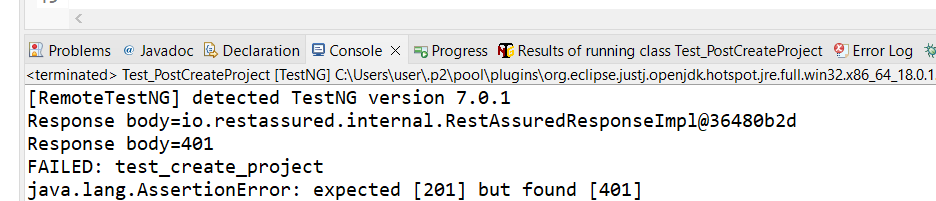 Problems @ Javadoc Declaration Console Progress Results of running class Test_PostCreateProject Error Log
<terminated> Test_PostCreateProject [TestNG] C:\Users\user\.p2\pool\plugins\org.eclipse.justj.openjdk.hotspot.jre.full.win32.x86_64_18.0.1
[RemoteTestNG] detected TestNG version 7.0.1
Response body=io.restassured.internal.RestAssuredResponseImpl@36480b2d
Response body=401
FAILED: test_create_project
java.lang.AssertionError: expected [201] but found [401]